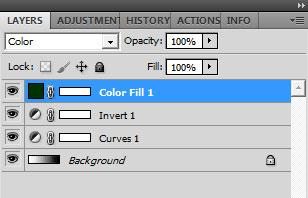 LAYERS ADJUSTMENT HISTORY ACTIONS INFO
Color Opacity: 100%
Lock: Fill: 100%
Color Fill 1
Invert 1
Curves 1
Background